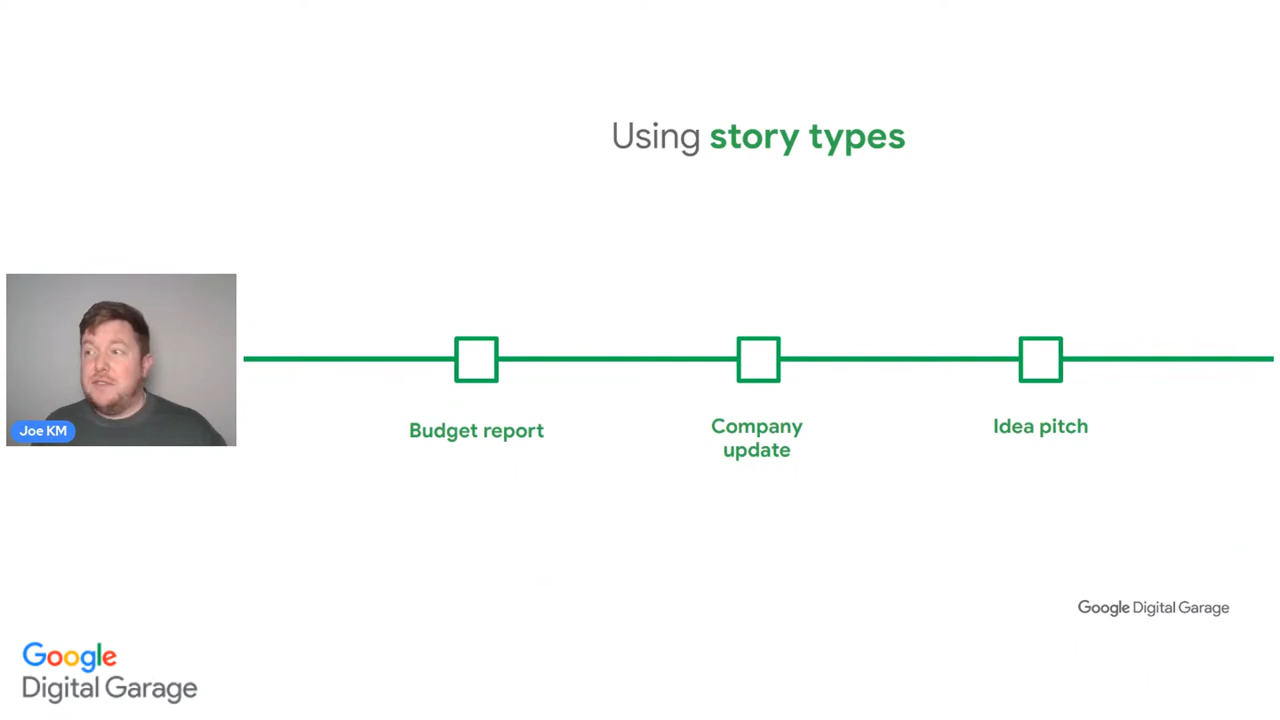 Using story types
Joe KM
Budget report
Company
update
Idea pitch
Google Digital Garage
Google
Digital Garage